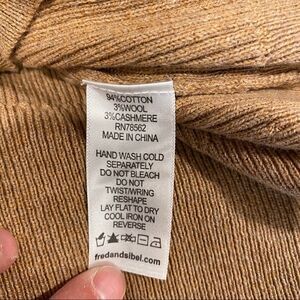 94%COTTON
3%WOOL
3%CASHMERE
RN78562
MADE IN CHINA
HAND WASH COLD
SEPARATELY
DO NOT BLEACH
DO NOT
TWIST/WRING
RESHAPE
LAY FLAT TO DRY
COOL IRON ON
REVERSE
fredandsibel.com